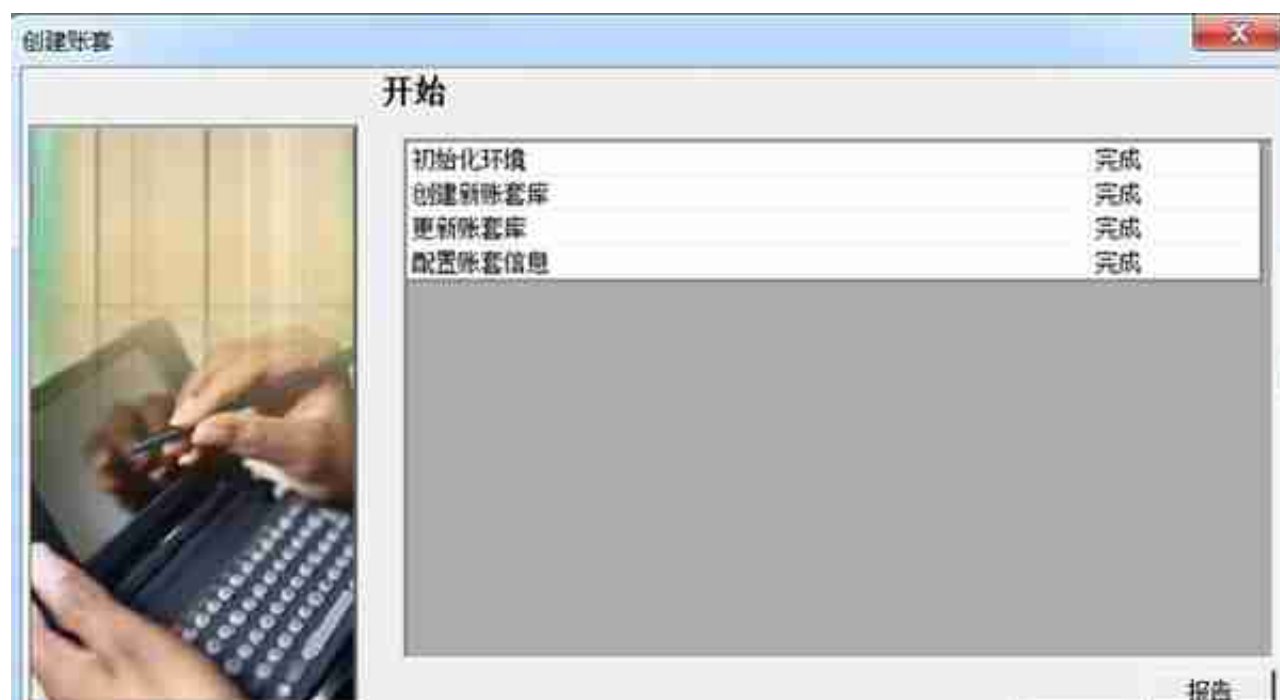 创建账套
开始
初始化环境 完成
创建新账套库 完成
更新账套库 完成
配置账套信息 完成
报告